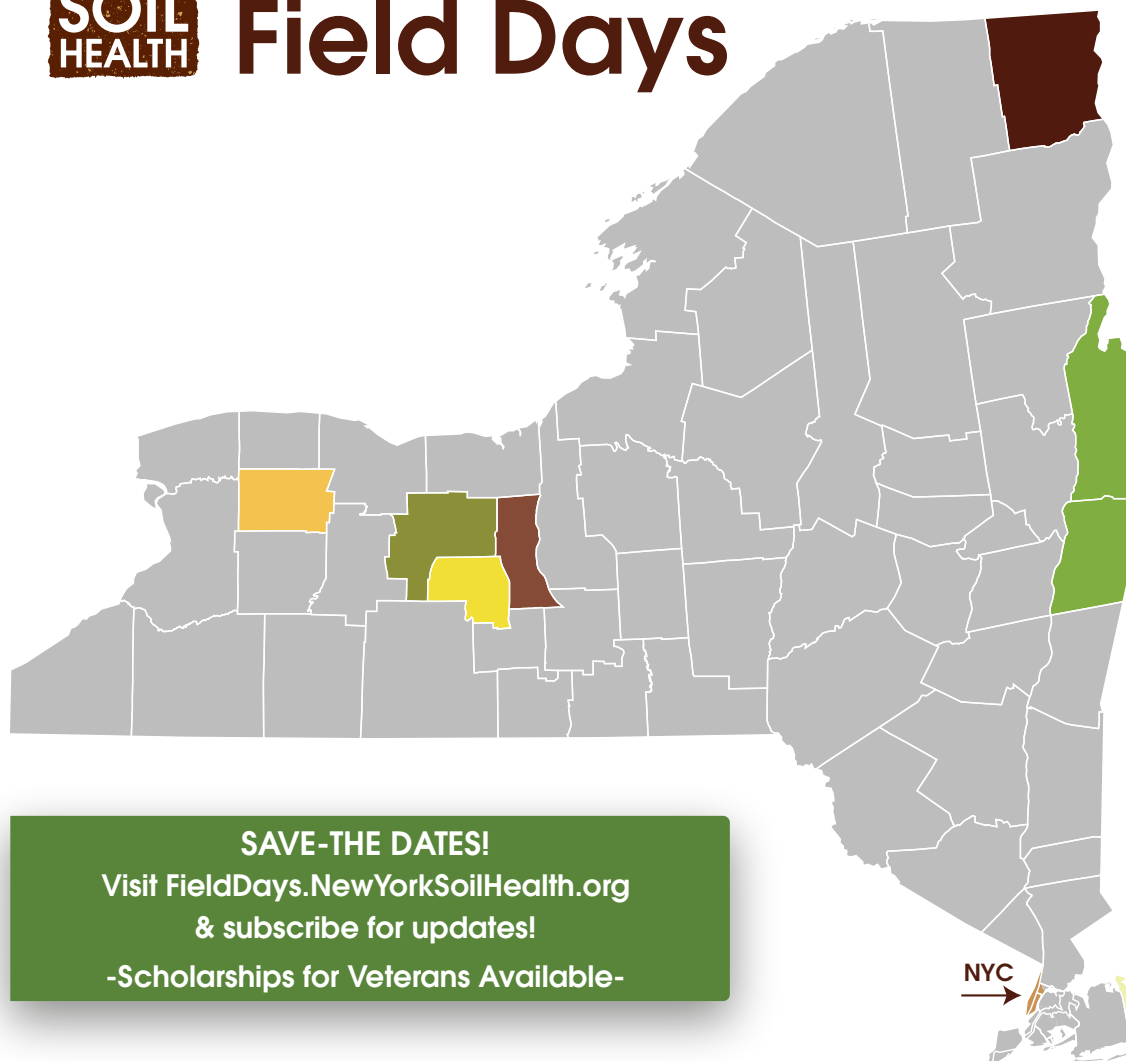 SOIL
HEALTH
Field Days
SAVE-THE DATES!
Visit FieldDays.NewYorkSoilHealth.org
& subscribe for updates!
-Scholarships for Veterans Available-
NYC